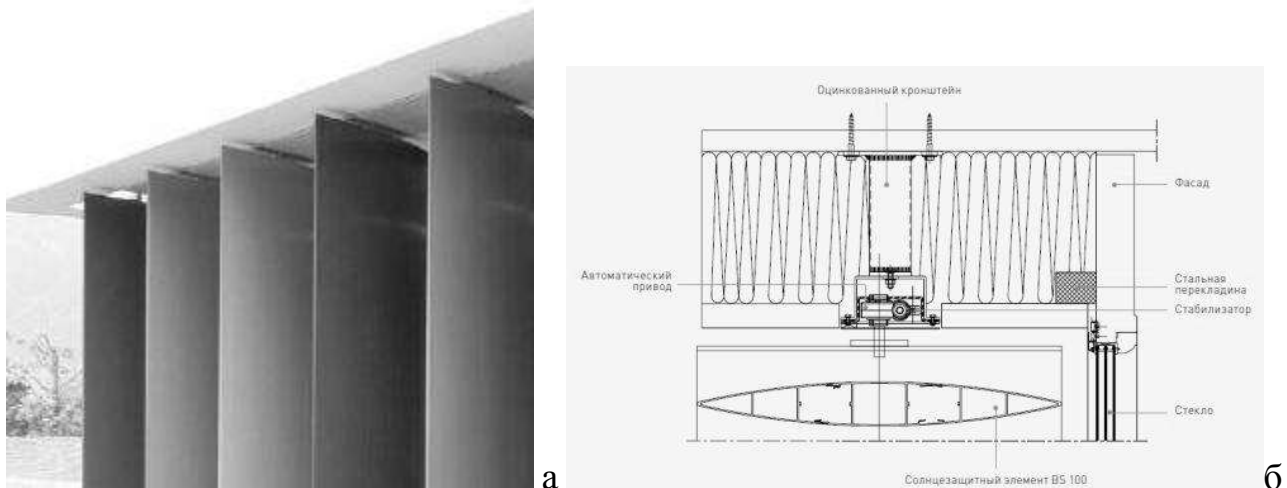 Оцинкованный кронштейн
Фасад
Автоматический
привод
Стальная
перекладина
Стабилизатор
Стекло
Солнцезащитный элемент BS 100
а
б